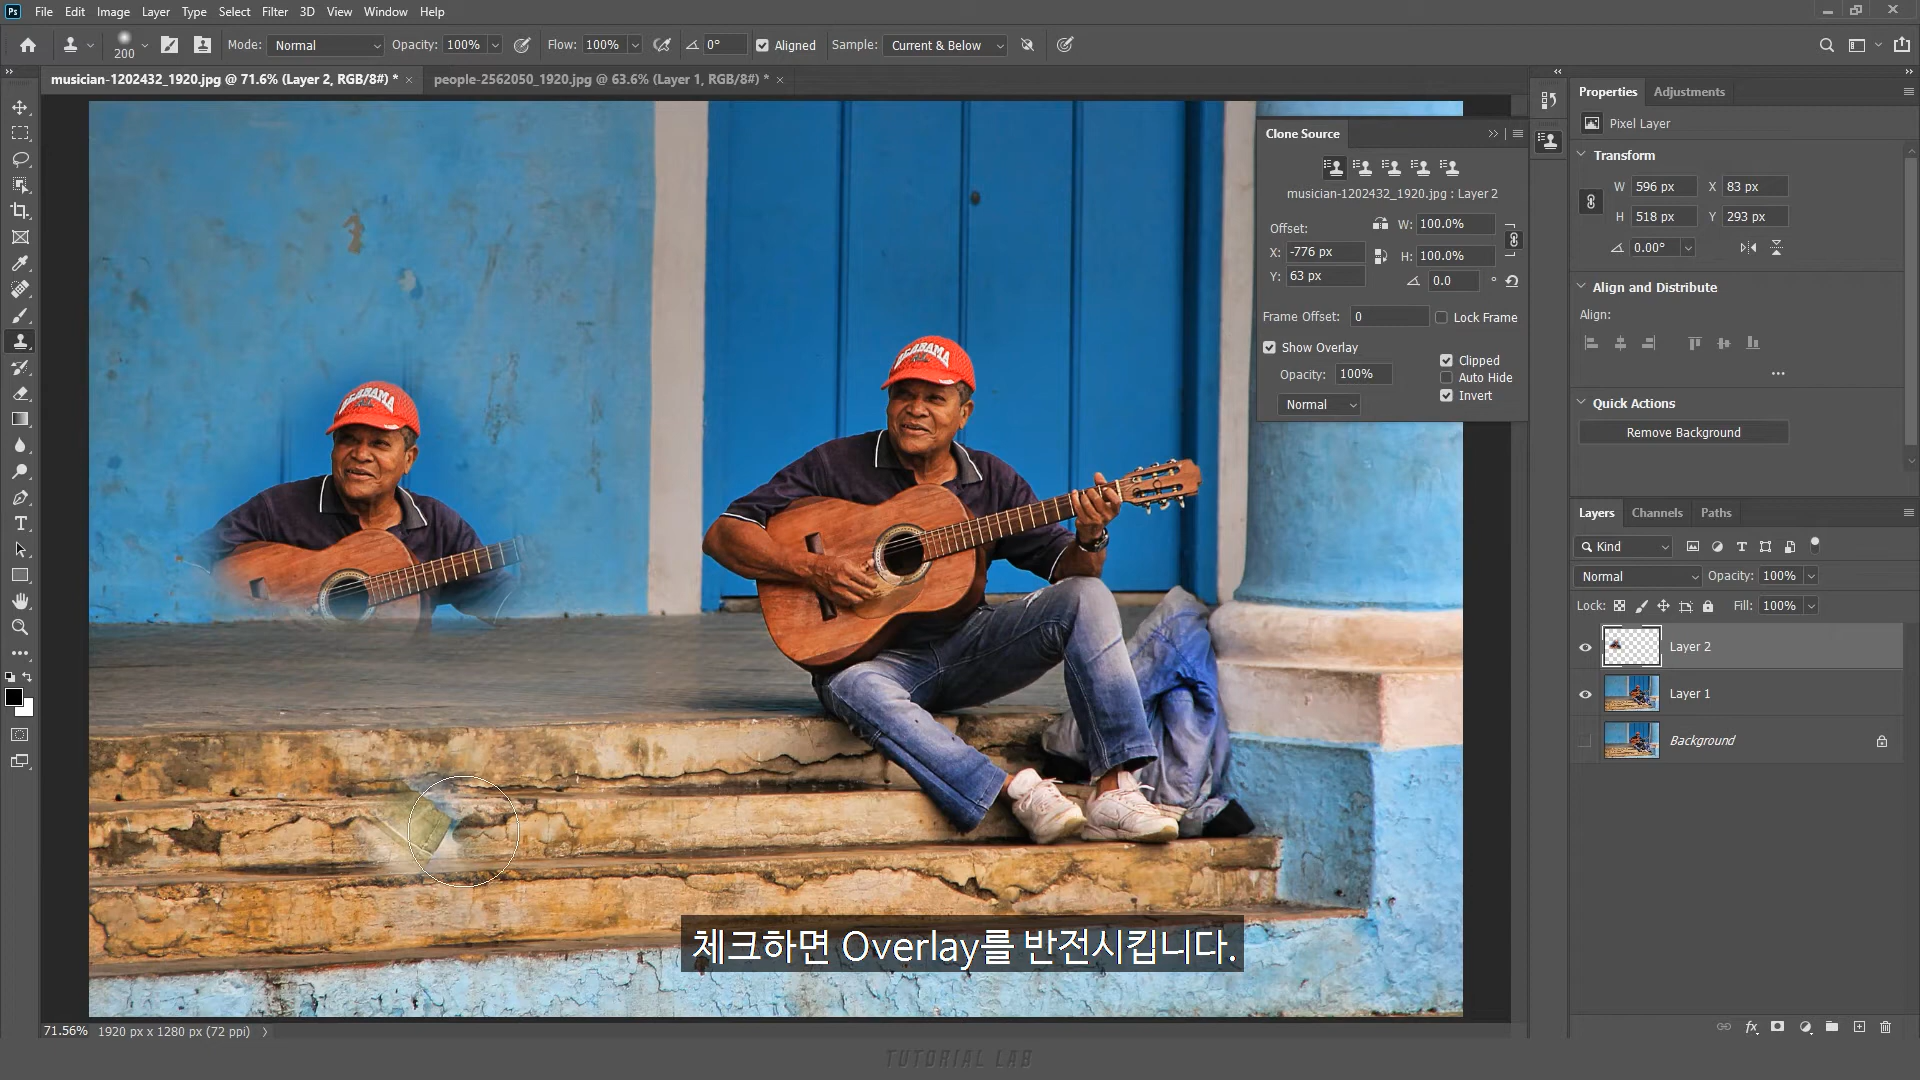 Ps File Edit Image Layer Type Select Filter 3D View Window Help
200 Mode: Normal Opacity: 100% Flow: 100% 0° Aligned Sample: Current & Below
musician-1202432_1920.jpg @ 71.6% (Layer 2, RGB/8#) * × people-2562050_1920.jpg @ 63.6% (Layer 1, RGB/8#) * ×
Clone Source
musician-1202432_1920.jpg : Layer 2
Offset: W: 100.0%
X: -776 px H: 100.0%
Y: 63 px 0.0 °
Frame Offset: 0 Lock Frame
Show Overlay Clipped
Opacity: 100% Auto Hide
Normal Invert
Properties Adjustments
Pixel Layer
Transform
W 596 px X 83 px
H 518 px Y 293 px
0.00°
Align and Distribute
Align:
Quick Actions
Remove Background
Layers Channels Paths
Kind
Normal Opacity: 100%
Lock: Fill: 100%
Layer 2
Layer 1
Background
ALABAMA
ALABAMA
체크하면 Overlay를 반전시킵니다.
71.56% 1920 px x 1280 px (72 ppi)
TUTORIAL LAB